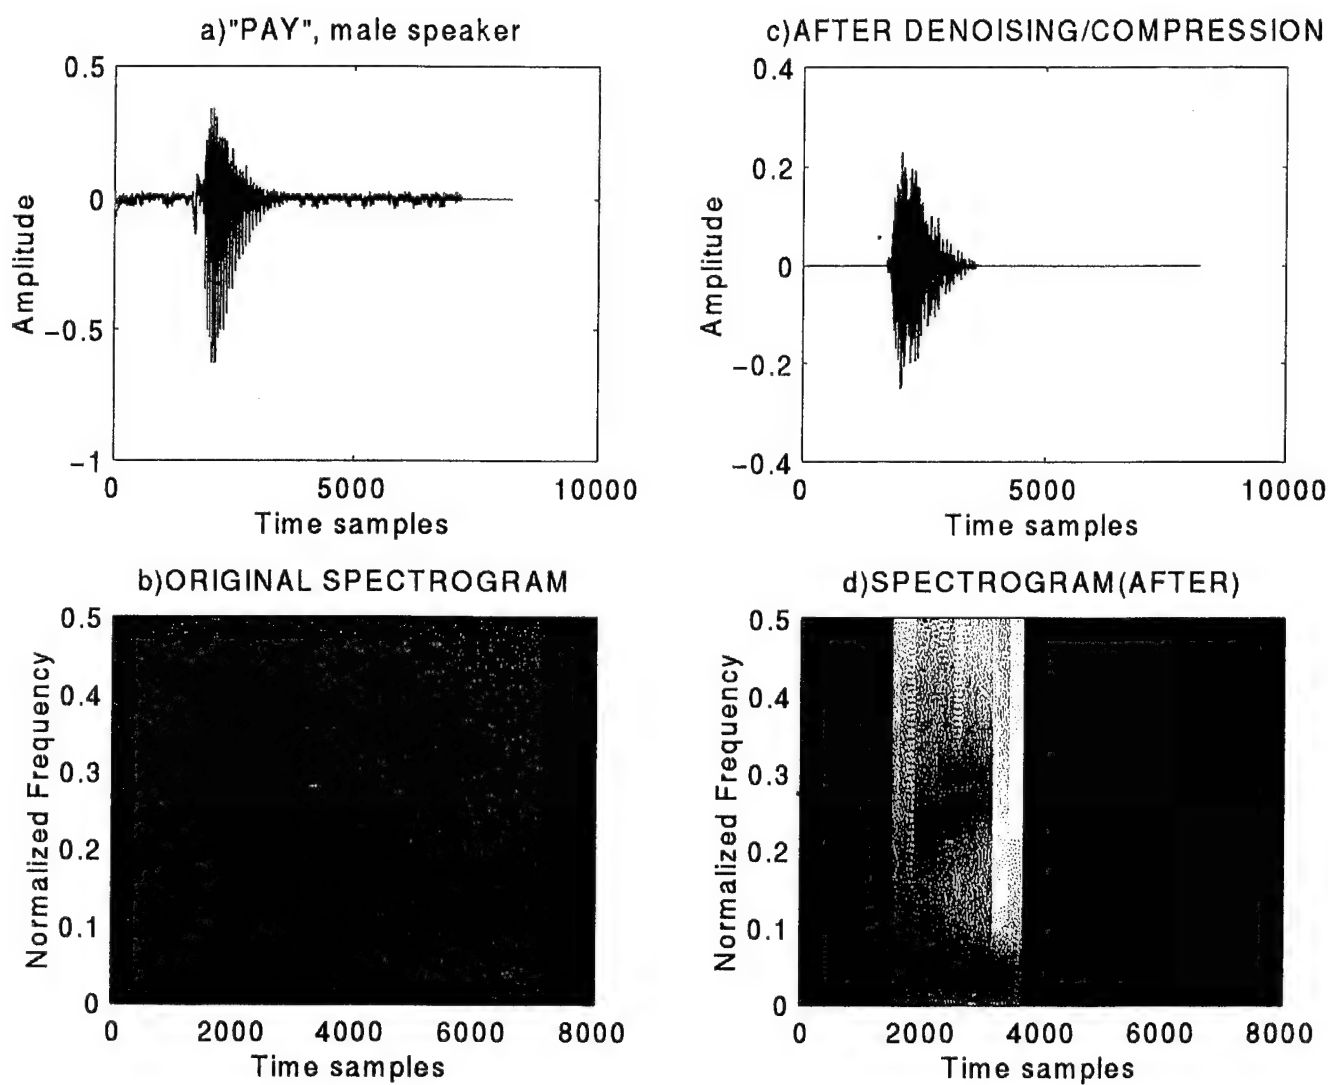 a)"PAY", male speaker
0.5
0
−0.5
−1
Amplitude
0 5000 10000
Time samples
c)AFTER DENOISING/COMPRESSION
0.4
0.2
0
−0.2
−0.4
Amplitude
0 5000 10000
Time samples
b)ORIGINAL SPECTROGRAM
0.5
0.4
0.3
0.2
0.1
0
Normalized Frequency
0 2000 4000 6000 8000
Time samples
d)SPECTROGRAM(AFTER)
0.5
0.4
0.3
0.2
0.1
0
Normalized Frequency
0 2000 4000 6000 8000
Time samples